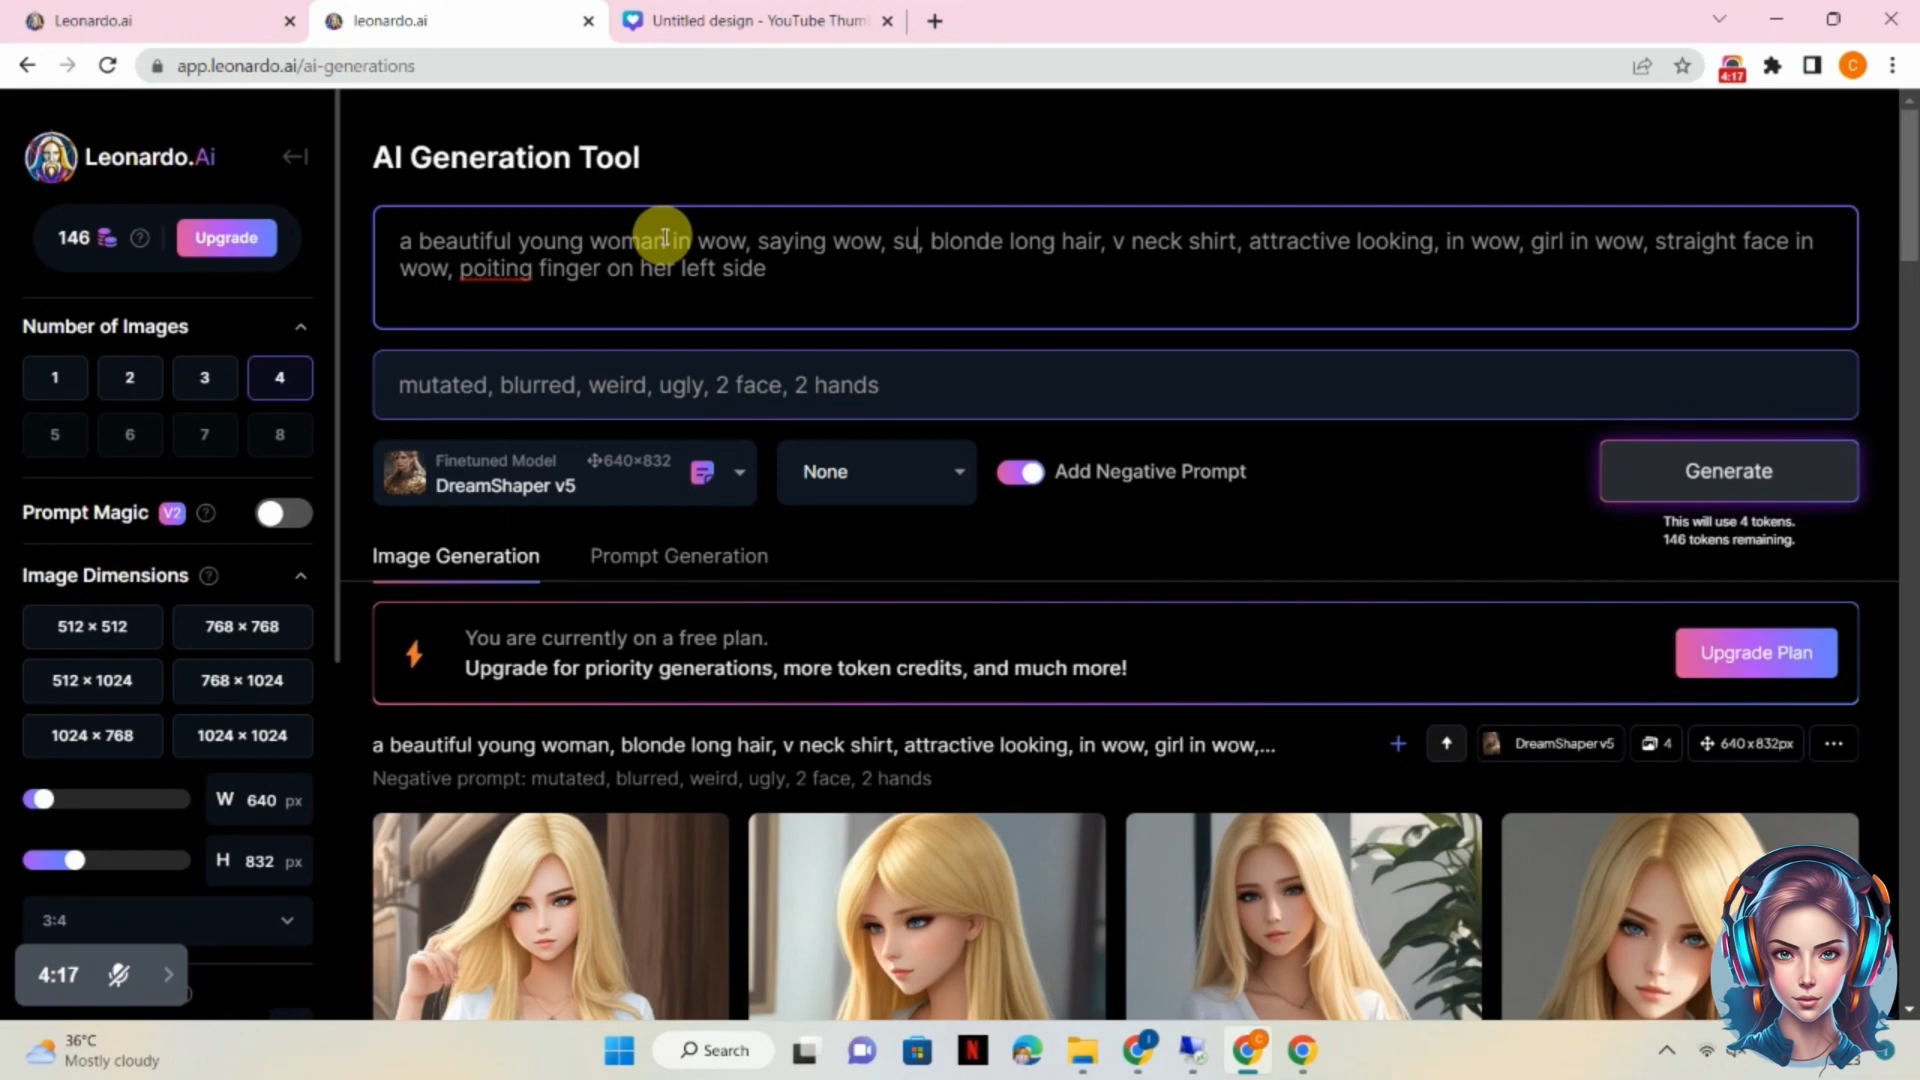 Leonardo.ai
leonardo.ai
Untitled design - YouTube Thum
app.leonardo.ai/ai-generations
4:17
C
Leonardo.Ai
AI Generation Tool
146
Upgrade
a beautiful young woman in wow, saying wow, su, blonde long hair, v neck shirt, attractive looking, in wow, girl in wow, straight face in
wow, poiting finger on her left side
Number of Images
1 2 3 4
5 6 7 8
mutated, blurred, weird, ugly, 2 face, 2 hands
Finetuned Model 640×832
DreamShaper v5
None
Add Negative Prompt
Generate
This will use 4 tokens.
146 tokens remaining.
Prompt Magic V2
Image Generation
Prompt Generation
Image Dimensions
512 × 512
768 × 768
512 × 1024
768 × 1024
1024 × 768
1024 × 1024
W 640 px
H 832 px
3:4
You are currently on a free plan.
Upgrade for priority generations, more token credits, and much more!
Upgrade Plan
a beautiful young woman, blonde long hair, v neck shirt, attractive looking, in wow, girl in wow,...
DreamShaper v5
4
640x832px
Negative prompt: mutated, blurred, weird, ugly, 2 face, 2 hands
4:17
36°C
Mostly cloudy
Search